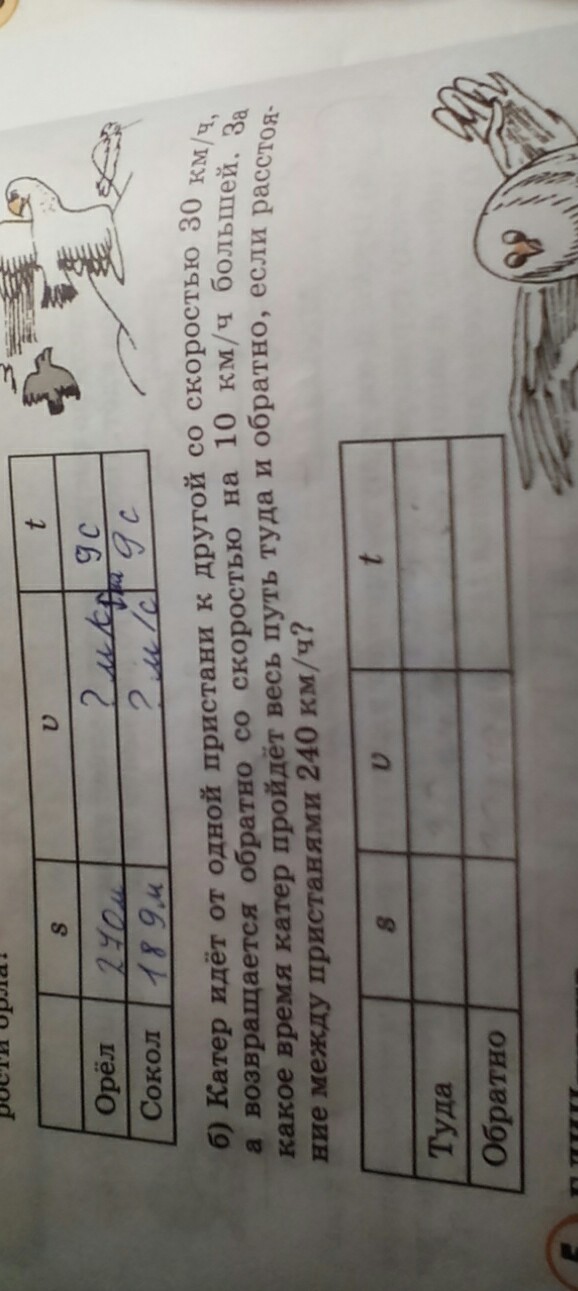 рости орла?
s v t
Орёл 270м ? м/с 9с
Сокол 189м ? м/с 9с
б) Катер идёт от одной пристани к другой со скоростью 30 км/ч,
а возвращается обратно со скоростью на 10 км/ч большей. За
какое время катер пройдёт весь путь туда и обратно, если расстоя-
ние между пристанями 240 км/ч?
s v t
Туда
Обратно
5